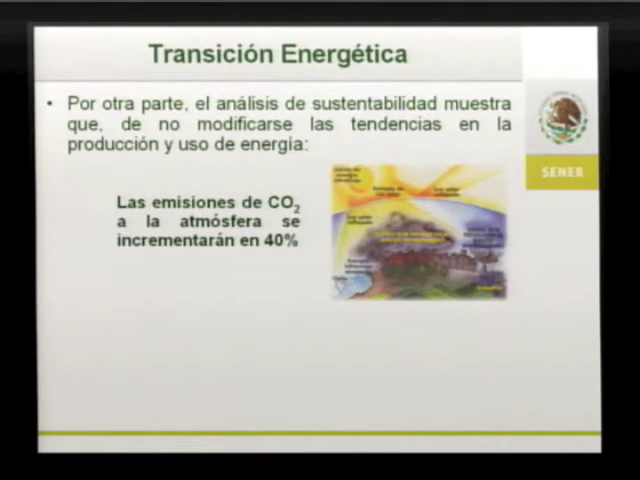 Transición Energética
• Por otra parte, el análisis de sustentabilidad muestra
que, de no modificarse las tendencias en la
producción y uso de energía:
SENER
Las emisiones de CO2
a la atmósfera se
incrementarán en 40%